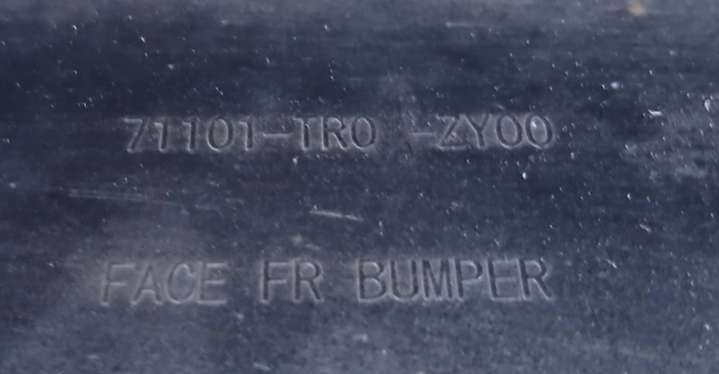 71101-TR0 -ZY00
FACE FR BUMPER